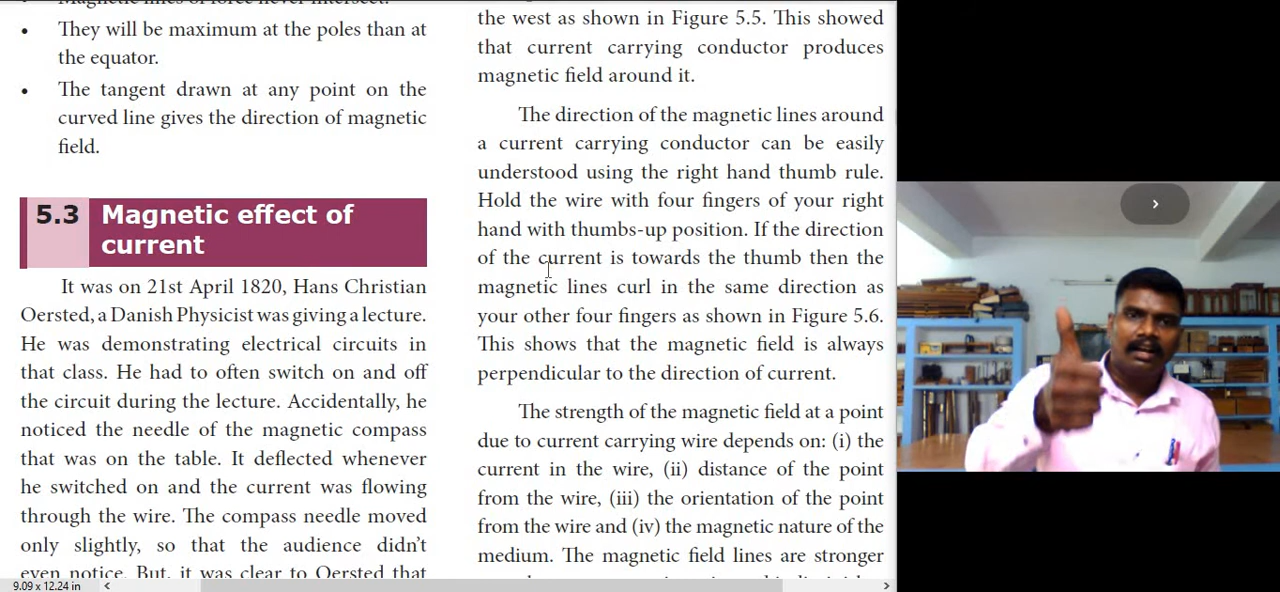 Magnetic lines of force never intersect.
• They will be maximum at the poles than at
the equator.
• The tangent drawn at any point on the
curved line gives the direction of magnetic
field.
5.3 Magnetic effect of
current
It was on 21st April 1820, Hans Christian
Oersted, a Danish Physicist was giving a lecture.
He was demonstrating electrical circuits in
that class. He had to often switch on and off
the circuit during the lecture. Accidentally, he
noticed the needle of the magnetic compass
that was on the table. It deflected whenever
he switched on and the current was flowing
through the wire. The compass needle moved
only slightly, so that the audience didn't
even notice. But, it was clear to Oersted that
the west as shown in Figure 5.5. This showed
that current carrying conductor produces
magnetic field around it.
The direction of the magnetic lines around
a current carrying conductor can be easily
understood using the right hand thumb rule.
Hold the wire with four fingers of your right
hand with thumbs-up position. If the direction
of the current is towards the thumb then the
magnetic lines curl in the same direction as
your other four fingers as shown in Figure 5.6.
This shows that the magnetic field is always
perpendicular to the direction of current.
The strength of the magnetic field at a point
due to current carrying wire depends on: (i) the
current in the wire, (ii) distance of the point
from the wire, (iii) the orientation of the point
from the wire and (iv) the magnetic nature of the
medium. The magnetic field lines are stronger
9.09 x 12.24 in